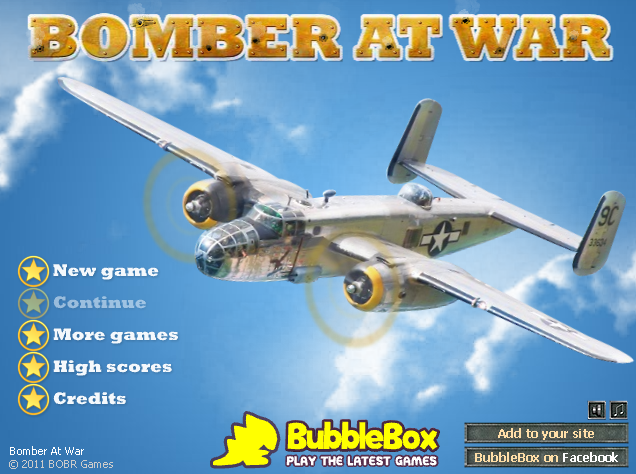 BOMBER AT WAR
9C
New game
Continue
More games
High scores
Credits
BubbleBox
PLAY THE LATEST GAMES
Add to your site
BubbleBox on Facebook
Bomber At War
© 2011 BOBR Games